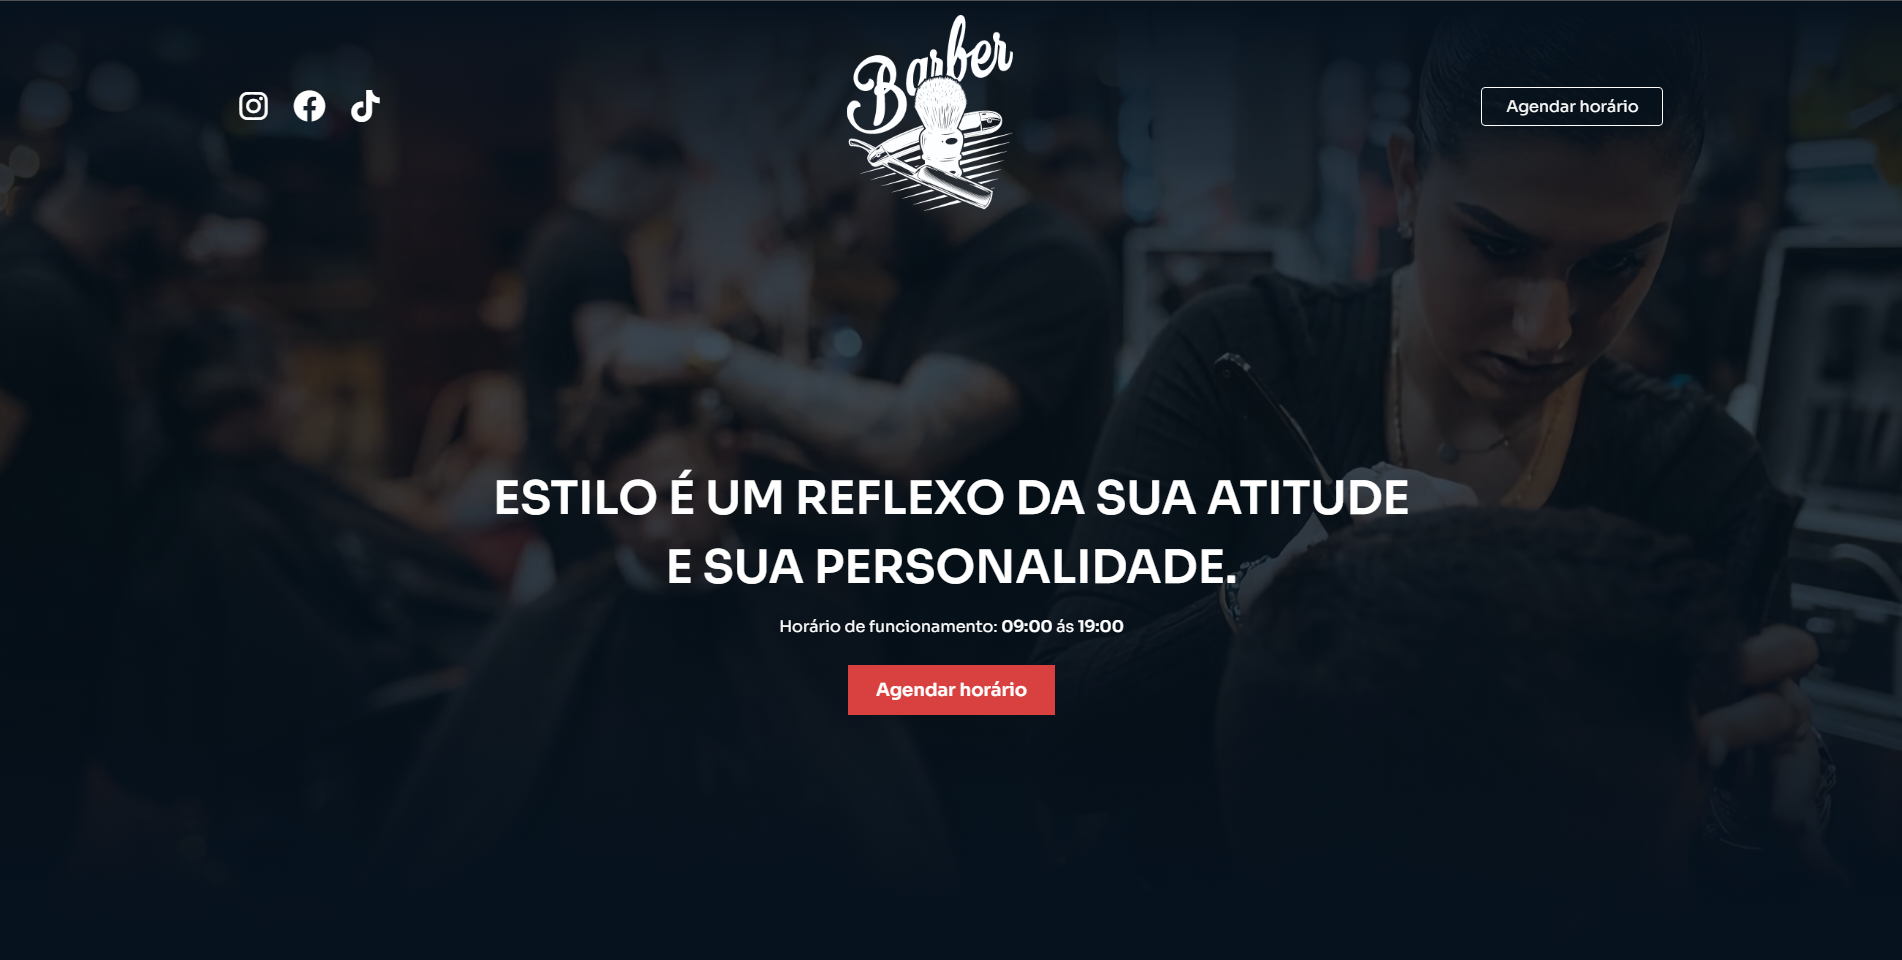 Barber
Agendar horário
ESTILO É UM REFLEXO DA SUA ATITUDE
E SUA PERSONALIDADE.
Horário de funcionamento: 09:00 ás 19:00
Agendar horário